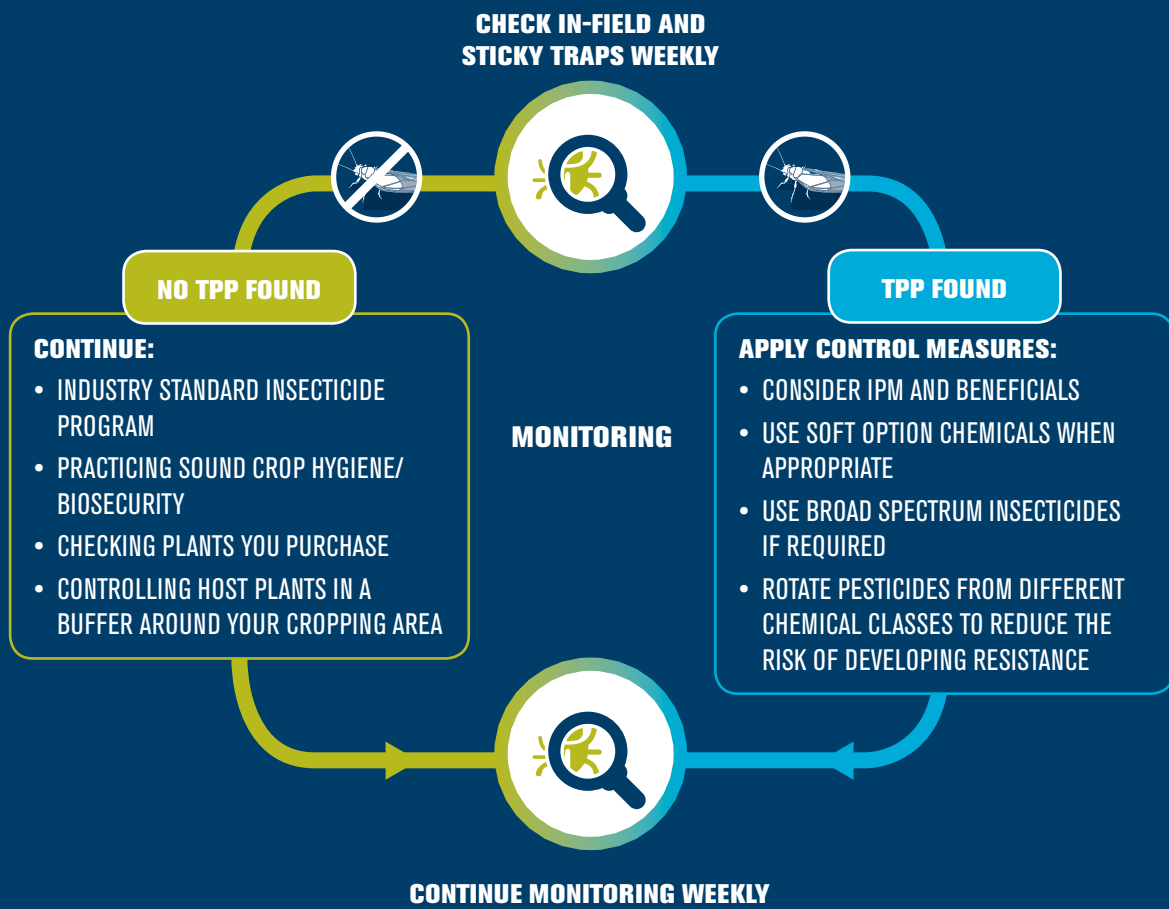 CHECK IN-FIELD AND
STICKY TRAPS WEEKLY
NO TPP FOUND
CONTINUE:
• INDUSTRY STANDARD INSECTICIDE
PROGRAM
• PRACTICING SOUND CROP HYGIENE/
BIOSECURITY
• CHECKING PLANTS YOU PURCHASE
• CONTROLLING HOST PLANTS IN A
BUFFER AROUND YOUR CROPPING AREA
MONITORING
TPP FOUND
APPLY CONTROL MEASURES:
• CONSIDER IPM AND BENEFICIALS
• USE SOFT OPTION CHEMICALS WHEN
APPROPRIATE
• USE BROAD SPECTRUM INSECTICIDES
IF REQUIRED
• ROTATE PESTICIDES FROM DIFFERENT
CHEMICAL CLASSES TO REDUCE THE
RISK OF DEVELOPING RESISTANCE
CONTINUE MONITORING WEEKLY